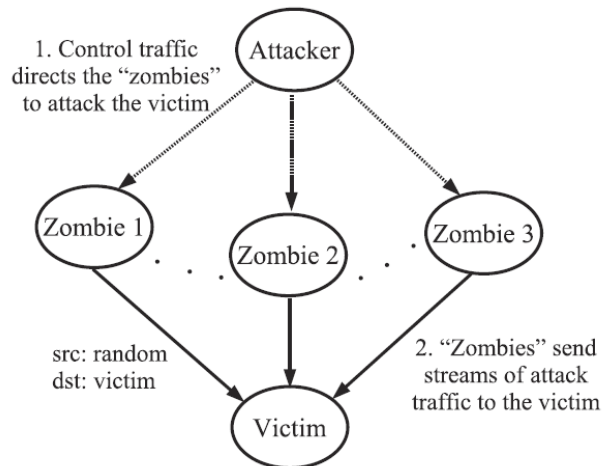 1. Control traffic
directs the “zombies”
to attack the victim
Attacker
Zombie 1
Zombie 2
Zombie 3
src: random
dst: victim
2. “Zombies” send
streams of attack
traffic to the victim
Victim